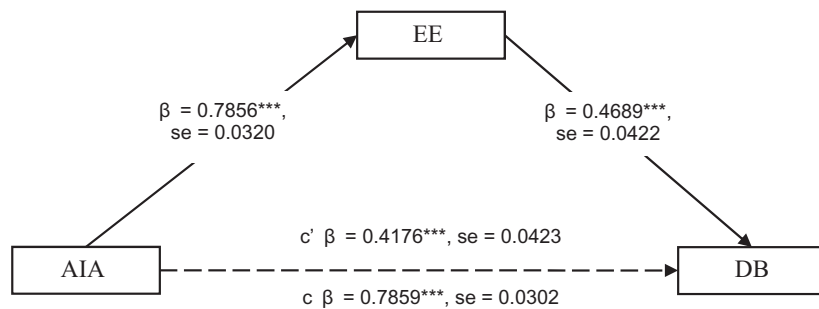 EE
β = 0.7856***,
se = 0.0320
β = 0.4689***,
se = 0.0422
c' β = 0.4176***, se = 0.0423
AIA
DB
c β = 0.7859***, se = 0.0302